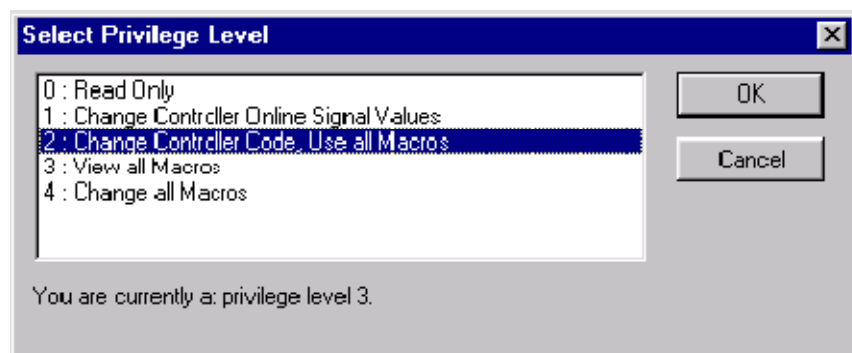 Select Privilege Level
0 : Read Only
1 : Change Controller Online Signal Values
2 : Change Controller Code, Use all Macros
3 : View all Macros
4 : Change all Macros
OK
Cancel
You are currently at privilege level 3.